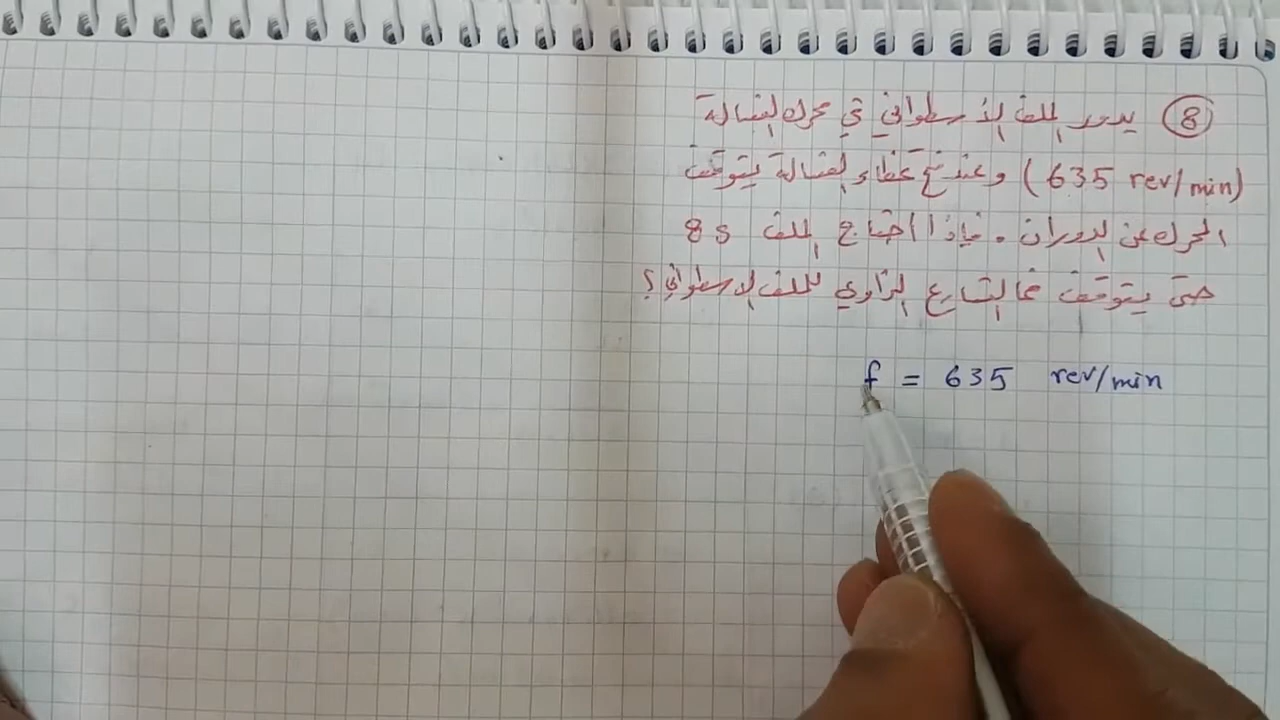 ⑧ يدور الملف الاسطواني في محرك الغسالة
(635 rev/min) وعند فتح غطاء الغسالة يتوقف
المحرك عن الدوران . فإذا احتاج الملف 8 s
حتى يتوقف فما التسارع الزاوي للملف الاسطواني ؟
f = 635 rev/min